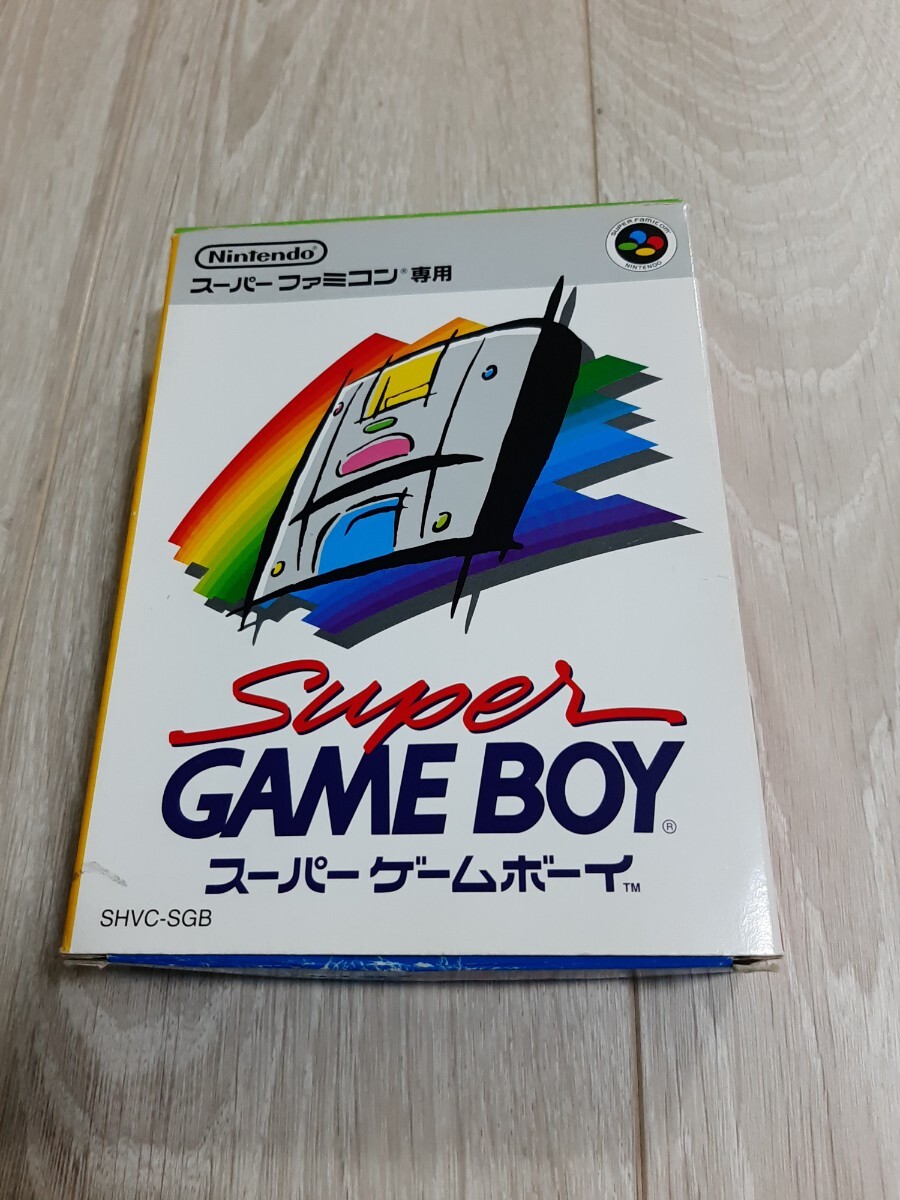 Nintendo®
SUPER FAMICOM
NINTENDO
スーパーファミコン®専用
Super
GAME BOY®
スーパーゲームボーイ™
SHVC-SGB